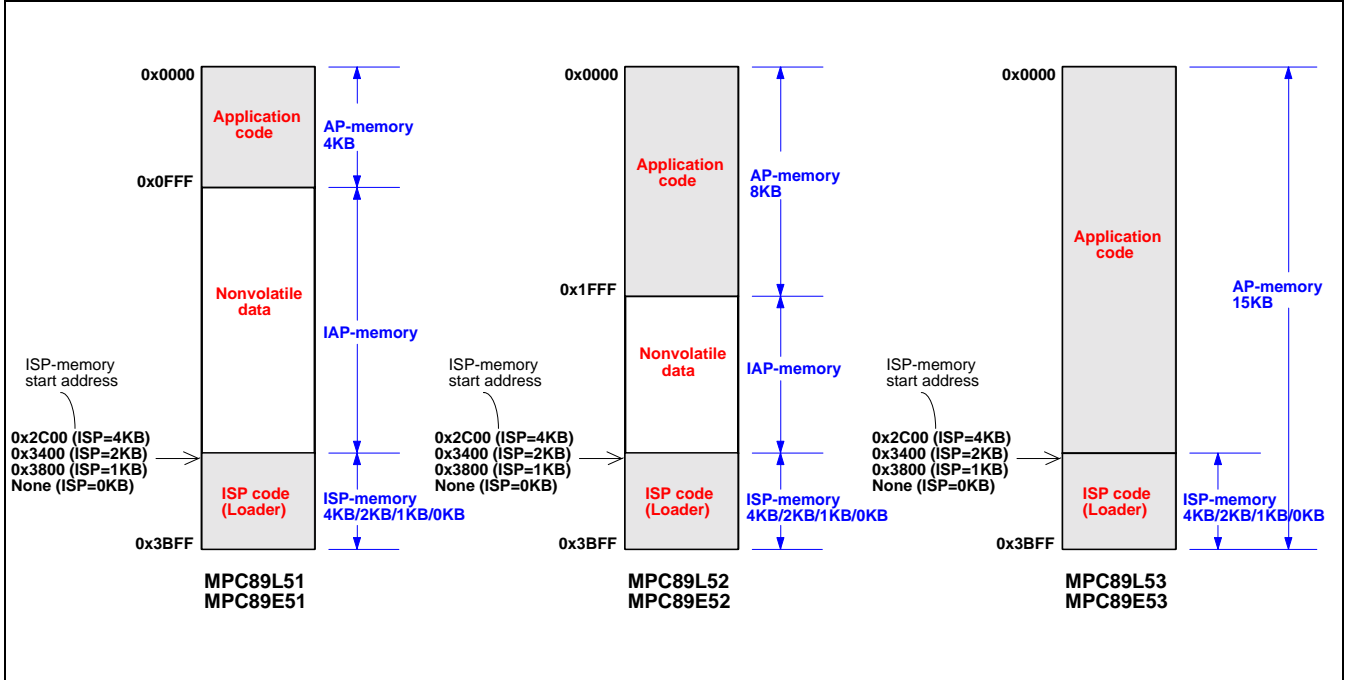 0x0000
Application
code
AP-memory
4KB
0x0FFF
Nonvolatile
data
IAP-memory
ISP-memory
start address
0x2C00 (ISP=4KB)
0x3400 (ISP=2KB)
0x3800 (ISP=1KB)
None (ISP=0KB)
ISP code
(Loader)
ISP-memory
4KB/2KB/1KB/0KB
0x3BFF
MPC89L51
MPC89E51
0x0000
Application
code
AP-memory
8KB
0x1FFF
Nonvolatile
data
IAP-memory
ISP-memory
start address
0x2C00 (ISP=4KB)
0x3400 (ISP=2KB)
0x3800 (ISP=1KB)
None (ISP=0KB)
ISP code
(Loader)
ISP-memory
4KB/2KB/1KB/0KB
0x3BFF
MPC89L52
MPC89E52
0x0000
Application
code
AP-memory
15KB
ISP-memory
start address
0x2C00 (ISP=4KB)
0x3400 (ISP=2KB)
0x3800 (ISP=1KB)
None (ISP=0KB)
ISP code
(Loader)
ISP-memory
4KB/2KB/1KB/0KB
0x3BFF
MPC89L53
MPC89E53